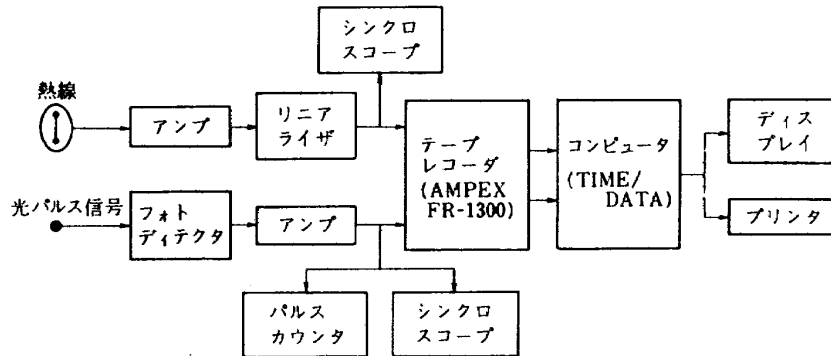 シンクロ
スコープ
熱線
アンプ
リニア
ライザ
テープ
レコーダ
(AMPEX
FR-1300)
コンピュータ
(TIME/
DATA)
ディス
プレイ
プリンタ
光パルス信号
フォト
ディテクタ
アンプ
パルス
カウンタ
シンクロ
スコープ